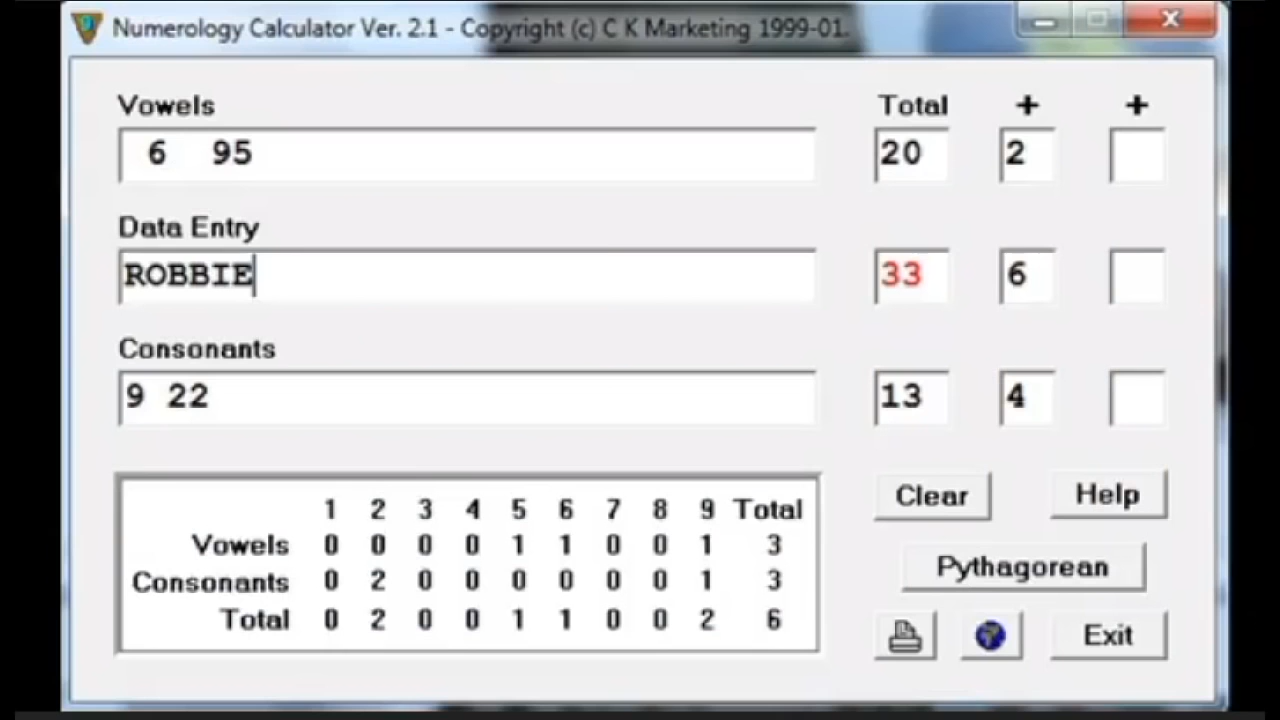 Numerology Calculator Ver. 2.1 - Copyright (c) C K Marketing 1999-01.
Vowels Total + +
6 95 20 2
Data Entry
ROBBIE 33 6
Consonants
9 22 13 4
1 2 3 4 5 6 7 8 9 Total
Vowels 0 0 0 0 1 1 0 0 1 3
Consonants 0 2 0 0 0 0 0 0 1 3
Total 0 2 0 0 1 1 0 0 2 6
Clear Help
Pythagorean
Exit